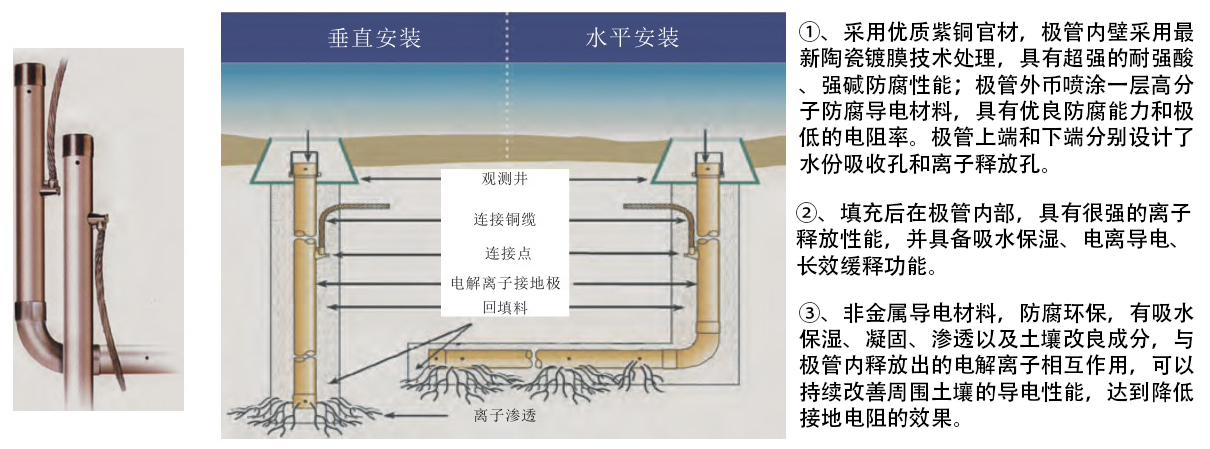 垂直安装
水平安装
观测井
连接铜缆
连接点
电解离子接地极
回填料
离子渗透
①、采用优质紫铜官材，极管内壁采用最
新陶瓷镀膜技术处理，具有超强的耐强酸
、强碱防腐性能；极管外币喷涂一层高分
子防腐导电材料，具有优良防腐能力和极
低的电阻率。极管上端和下端分别设计了
水份吸收孔和离子释放孔。
②、填充后在极管内部，具有很强的离子
释放性能，并具备吸水保湿、电离导电、
长效缓释功能。
③、非金属导电材料，防腐环保，有吸水
保湿、凝固、渗透以及土壤改良成分，与
极管内释放出的电解离子相互作用，可以
持续改善周围土壤的导电性能，达到降低
接地电阻的效果。